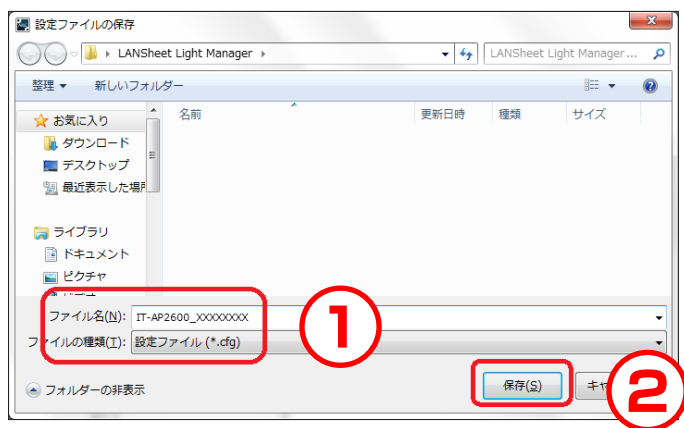 設定ファイルの保存
LANSheet Light Manager
LANSheet Light Manager...
整理 新しいフォルダー
お気に入り
ダウンロード
デスクトップ
最近表示した場所
ライブラリ
ドキュメント
ピクチャ
名前 更新日時 種類 サイズ
ファイル名(N): IT-AP2600_XXXXXXXX
ファイルの種類(T): 設定ファイル (*.cfg)
1
フォルダーの非表示
保存(S)
2